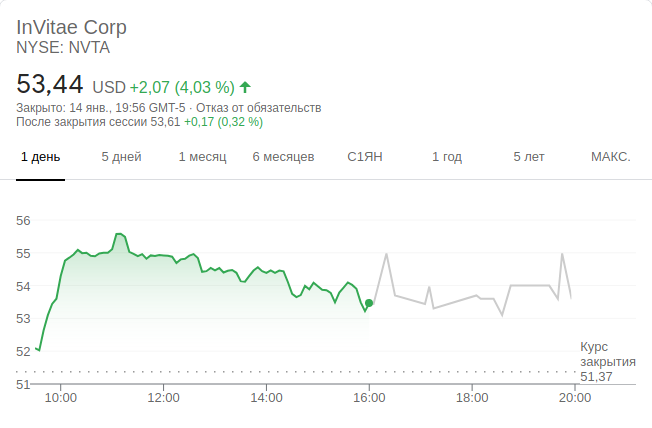 InVitae Corp
NYSE: NVTA
53,44 USD +2,07 (4,03 %)
Закрыто: 14 янв., 19:56 GMT-5 · Отказ от обязательств
После закрытия сессии 53,61 +0,17 (0,32 %)
1 день 5 дней 1 месяц 6 месяцев С1ЯН 1 год 5 лет МАКС.
56
55
54
53
52
51
Курс
закрытия
51,37
10:00 12:00 14:00 16:00 18:00 20:00